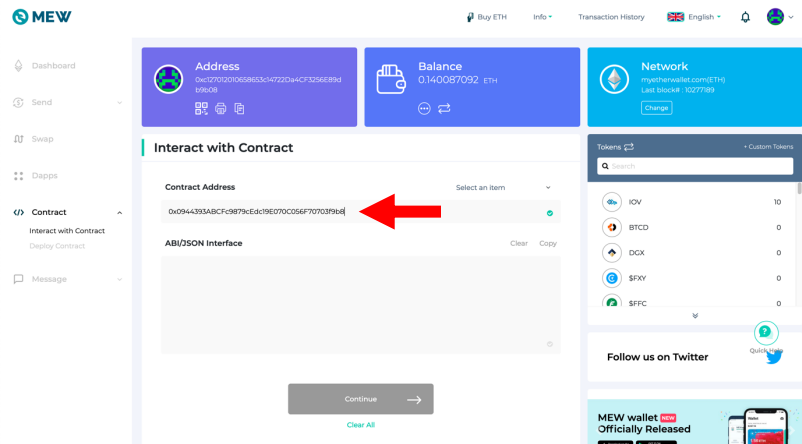 MEW
Buy ETH
Info
Transaction History
English
Dashboard
Send
Swap
Dapps
Contract
Interact with Contract
Deploy Contract
Message
Address
0xc127012010658653c14722Da4CF3256E89d
b9b08
Balance
0.140087092 ETH
Network
myetherwallet.com(ETH)
Last block# : 10277189
Change
Interact with Contract
Contract Address
Select an item
0x0944393ABCFc9879cEdc19E070C056F70703f9b8
ABI/JSON Interface
Clear
Copy
Continue
Clear All
Tokens
+ Custom Tokens
Search
IOV 10
BTCD 0
DGX 0
$FXY 0
$FFC 0
Quick Help
Follow us on Twitter
MEW wallet NEW
Officially Released